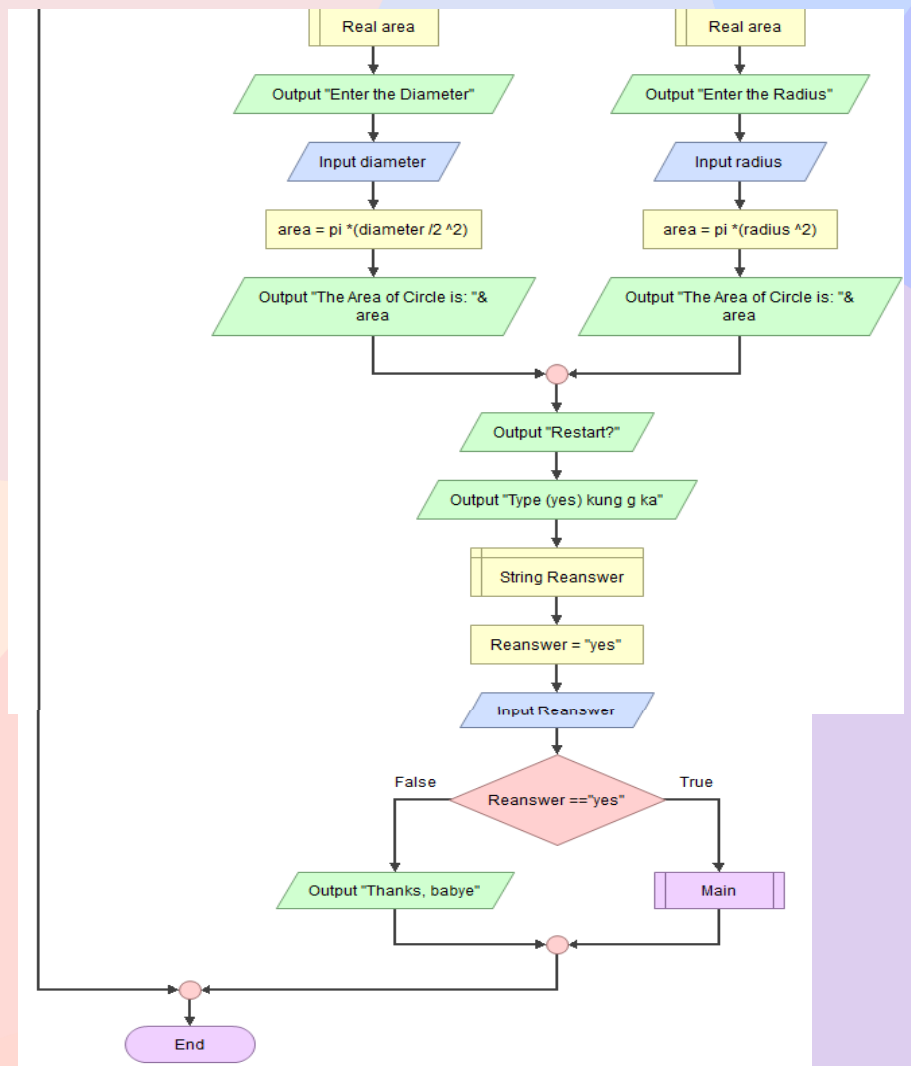 Real area
Output "Enter the Diameter"
Input diameter
area = pi *(diameter /2 ^2)
Output "The Area of Circle is: "&
area
Real area
Output "Enter the Radius"
Input radius
area = pi *(radius ^2)
Output "The Area of Circle is: "&
area
Output "Restart?"
Output "Type (yes) kung g ka"
String Reanswer
Reanswer = "yes"
Input Reanswer
Reanswer =="yes"
False
True
Output "Thanks, babye"
Main
End